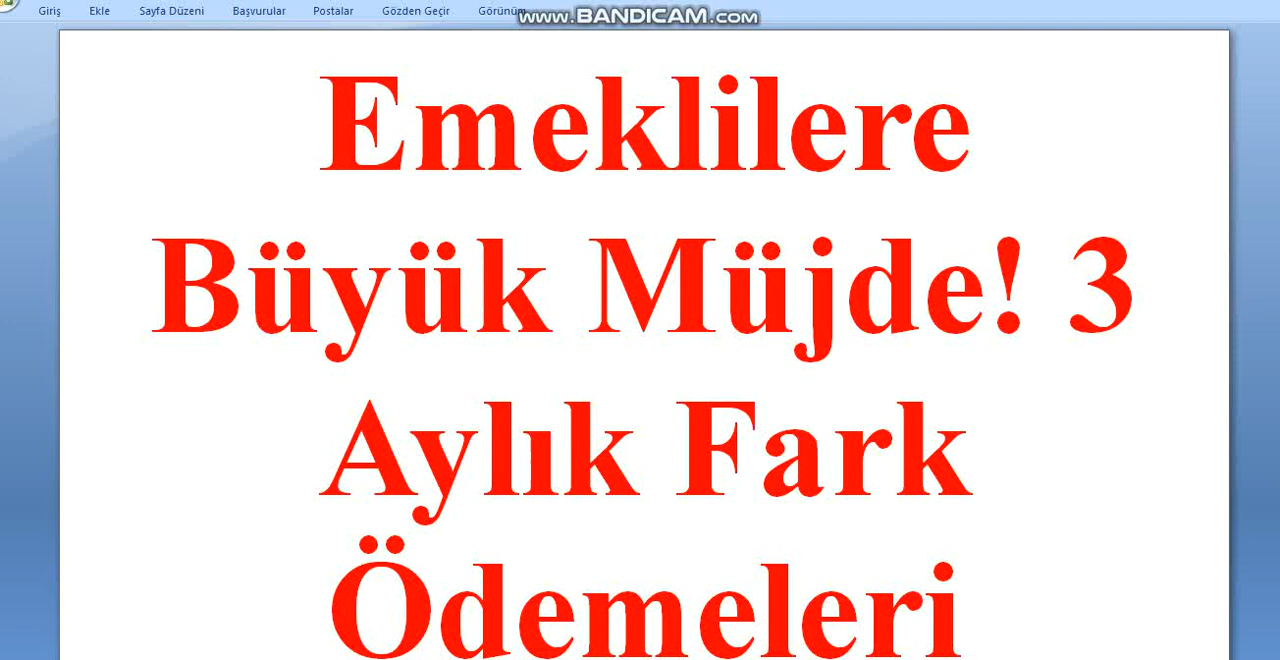 Giriş Ekle Sayfa Düzeni Başvurular Postalar Gözden Geçir Görünüm
www.BANDICAM.com
Emeklilere
Büyük Müjde! 3
Aylık Fark
Ödemeleri